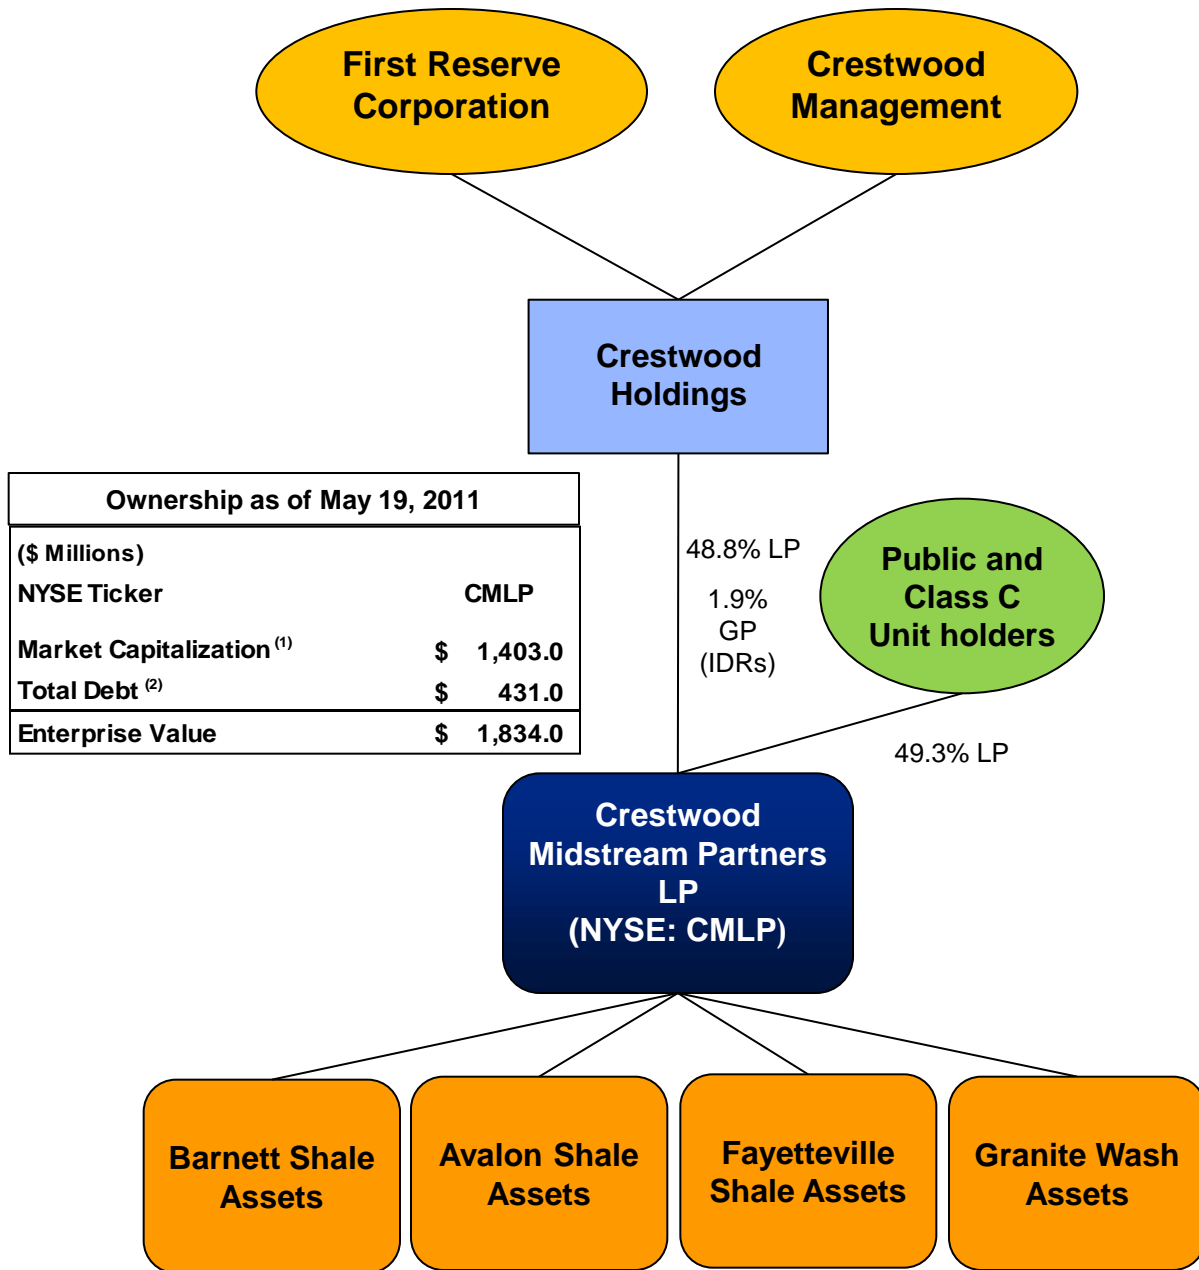 First Reserve
Corporation
Crestwood
Management
Crestwood
Holdings
Ownership as of May 19, 2011
($ Millions)
NYSE Ticker CMLP
Market Capitalization (1) $ 1,403.0
Total Debt (2) $ 431.0
Enterprise Value $ 1,834.0
48.8% LP
1.9%
GP
(IDRs)
Public and
Class C
Unit holders
49.3% LP
Crestwood
Midstream Partners
LP
(NYSE: CMLP)
Barnett Shale
Assets
Avalon Shale
Assets
Fayetteville
Shale Assets
Granite Wash
Assets